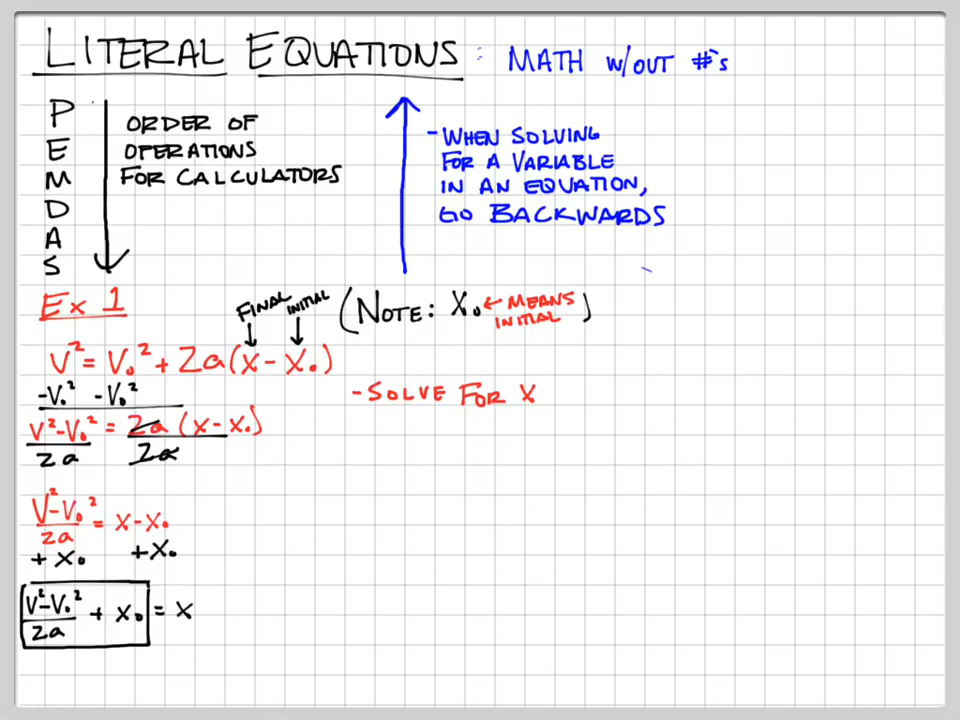 LITERAL EQUATIONS : MATH W/OUT #'s
P
E
M
D
A
S
ORDER OF
OPERATIONS
FOR CALCULATORS
-WHEN SOLVING
FOR A VARIABLE
IN AN EQUATION,
GO BACKWARDS
Ex 1
FINAL INITIAL
(NOTE: X₀ ← MEANS INITIAL)
V² = V₀² + 2a(x - x₀)
-V₀² -V₀²
-SOLVE FOR X
V² - V₀² = 2a (x - x₀)
2a 2a
V² - V₀²
2a = x - x₀
+ x₀ + x₀
V² - V₀²
2a + x₀ = x